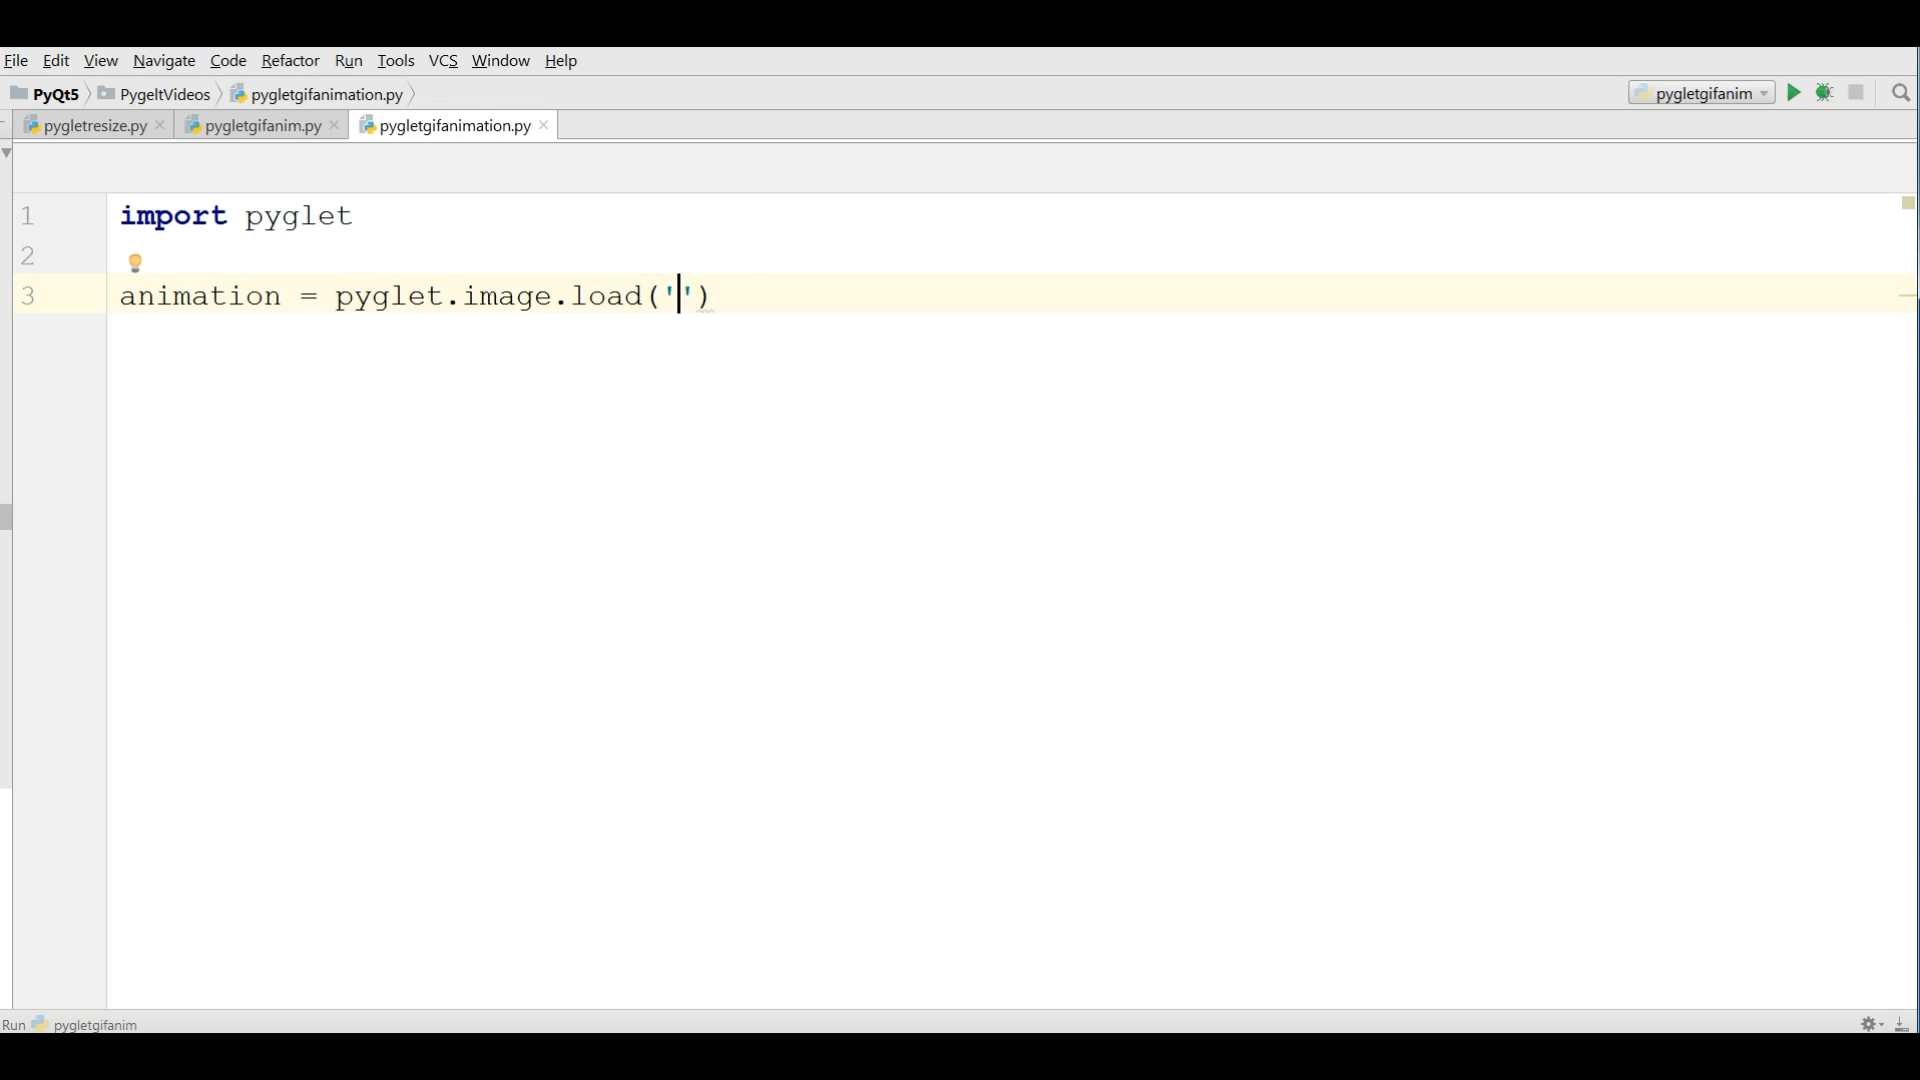 File Edit View Navigate Code Refactor Run Tools VCS Window Help
PyQt5 PygeltVideos pygletgifanimation.py pygletgifanim
pygletresize.py pygletgifanim.py pygletgifanimation.py
1 import pyglet
2
3 animation = pyglet.image.load('')
Run pygletgifanim